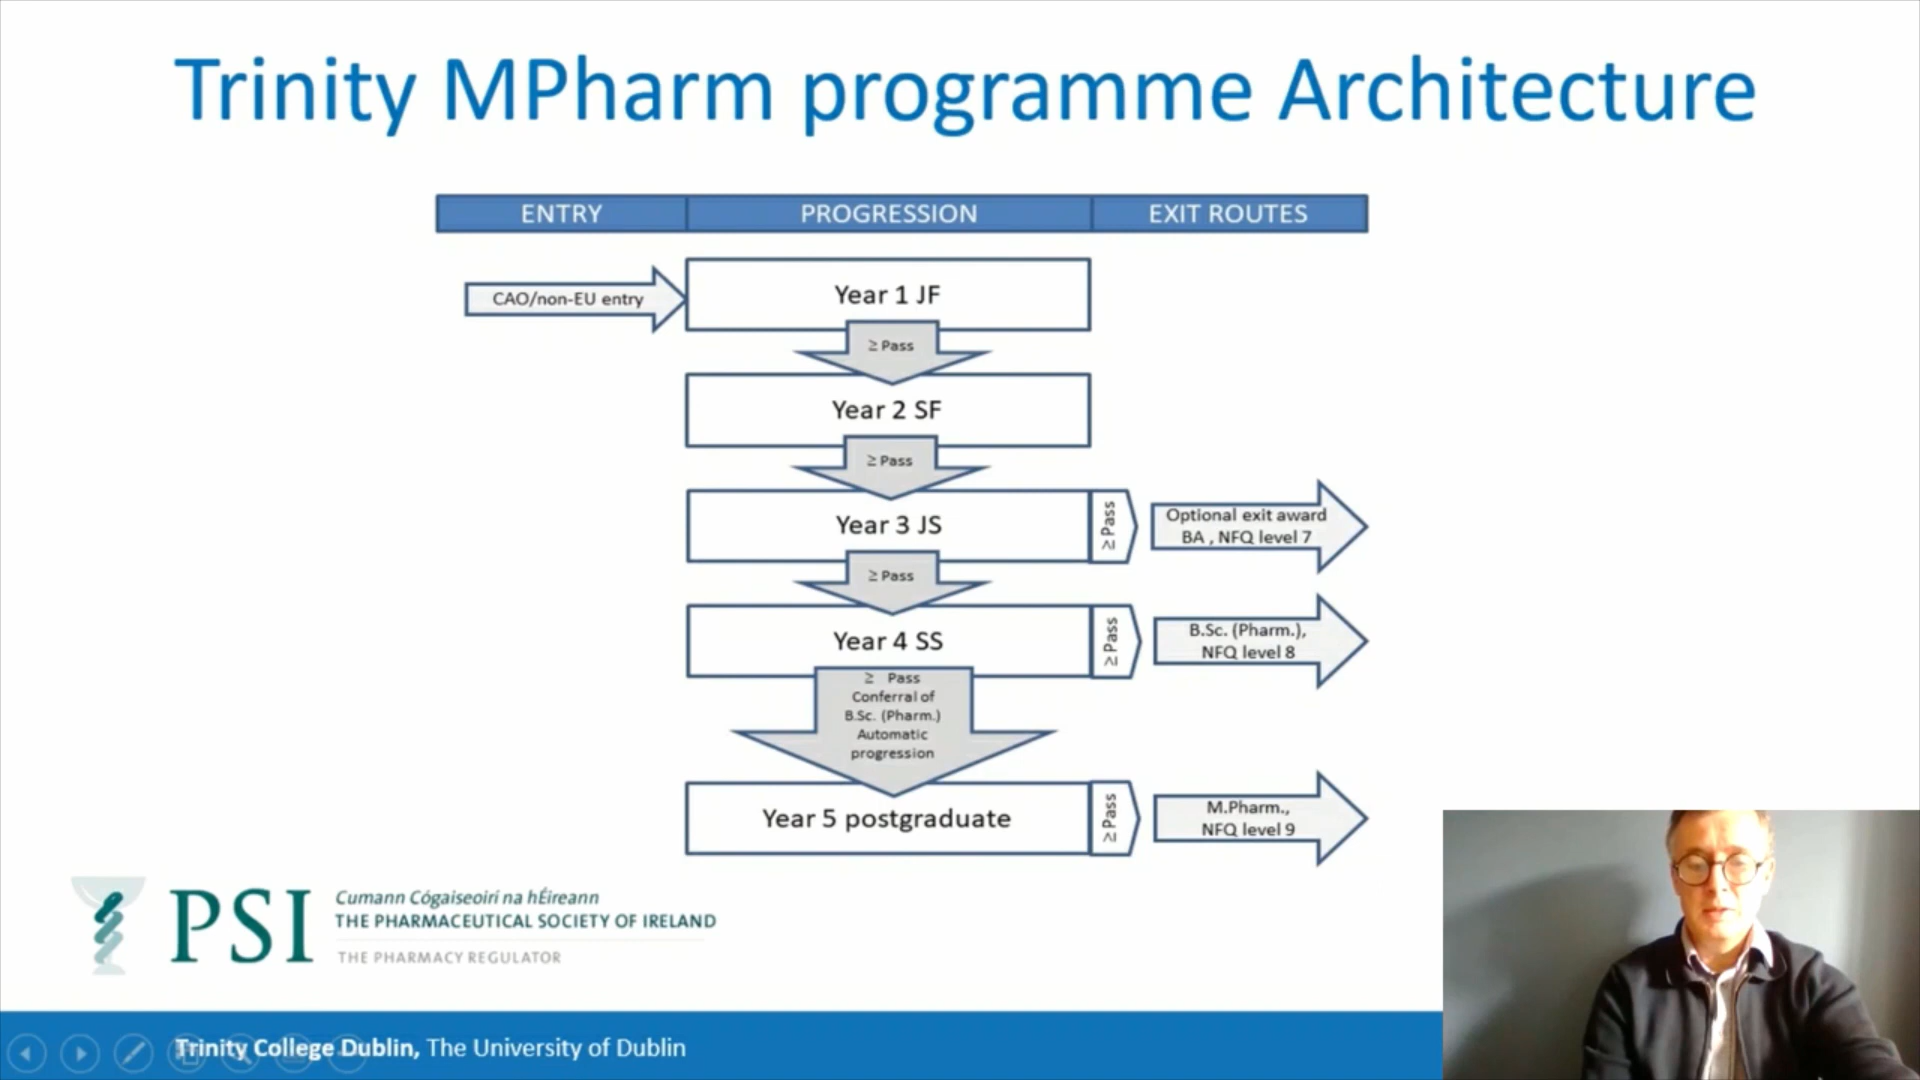 Trinity MPharm programme Architecture
ENTRY
PROGRESSION
EXIT ROUTES
CAO/non-EU entry
Year 1 JF
≥ Pass
Year 2 SF
≥ Pass
Year 3 JS
≥ Pass
Optional exit award
BA , NFQ level 7
≥ Pass
Year 4 SS
≥ Pass
B.Sc. (Pharm.),
NFQ level 8
≥ Pass
Conferral of
B.Sc. (Pharm.)
Automatic
progression
Year 5 postgraduate
≥ Pass
M.Pharm.,
NFQ level 9
PSI
Cumann Cógaiseoirí na hÉireann
THE PHARMACEUTICAL SOCIETY OF IRELAND
THE PHARMACY REGULATOR
Trinity College Dublin, The University of Dublin